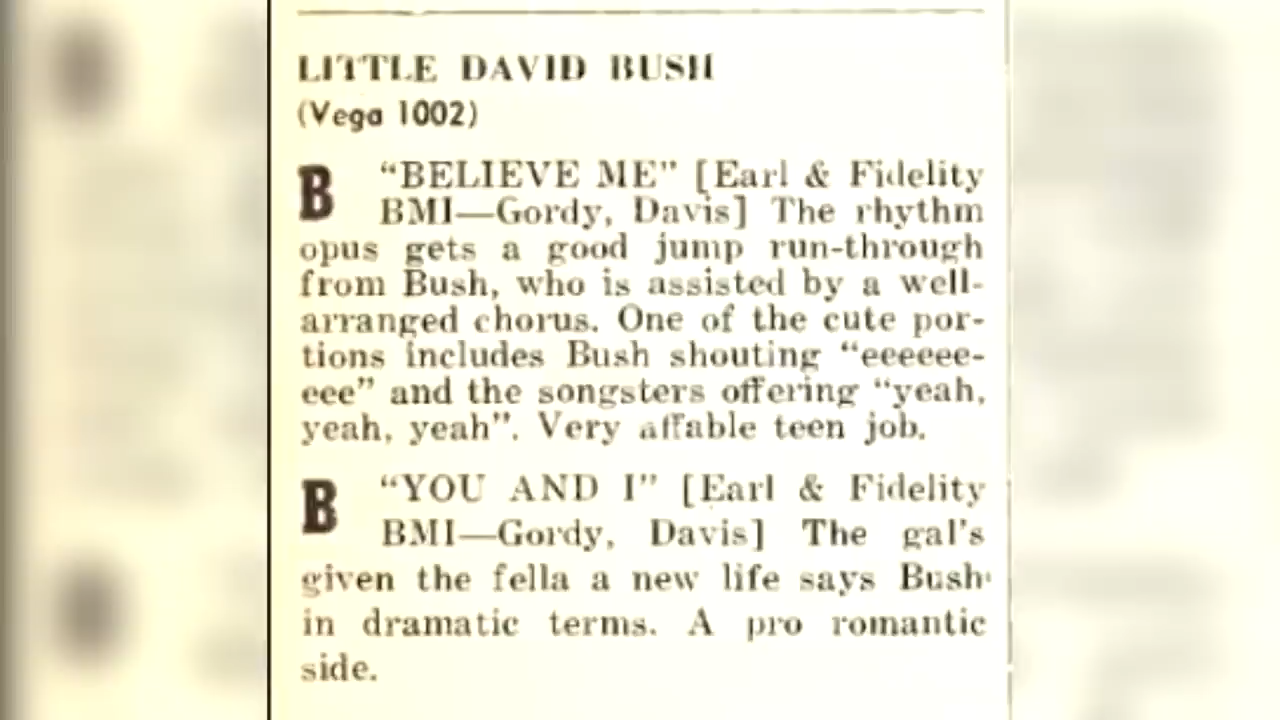 LITTLE DAVID BUSH
(Vega 1002)
B “BELIEVE ME” [Earl & Fidelity
BMI—Gordy, Davis] The rhythm
opus gets a good jump run-through
from Bush, who is assisted by a well-
arranged chorus. One of the cute por-
tions includes Bush shouting “eeeeee-
eee” and the songsters offering “yeah,
yeah, yeah”. Very affable teen job.
B “YOU AND I” [Earl & Fidelity
BMI—Gordy, Davis] The gal’s
given the fella a new life says Bush
in dramatic terms. A pro romantic
side.